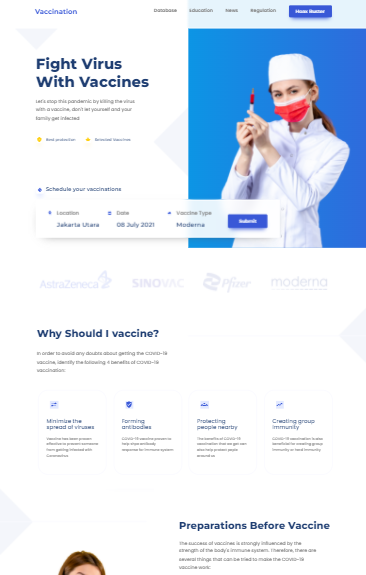 Vaccination
Database Education News Regulation
Fight Virus
With Vaccines
Let's stop this pandemic by killing the virus
with a vaccine, don't let yourself and your
family get infected
Best protection Selected Vaccines
Schedule your vaccinations
Location Date Vaccine Type
Jakarta Utara 08 July 2021 Moderna
Submit
AstraZeneca SINOVAC Pfizer moderna
Why Should I vaccine?
In order to avoid any doubts about getting the COVID-19
vaccine, identify the following 4 benefits of COVID-19
vaccination:
Minimize the
spread of viruses
Vaccine has been proven
effective to prevent someone
from getting infected with
Coronavirus
Forming
antibodies
COVID-19 vaccine proven to
help stimulate antibody
response for immune system
Protecting
people nearby
The benefits of COVID-19
vaccination that we get can
also help protect people
around us
Creating group
immunity
COVID-19 vaccination is also
beneficial for creating group
immunity or herd immunity
Preparations Before Vaccine
The success of vaccines is strongly influenced by the
strength of the body's immune system. Therefore, there are
several things that can be tried to make the COVID-19
vaccine work: